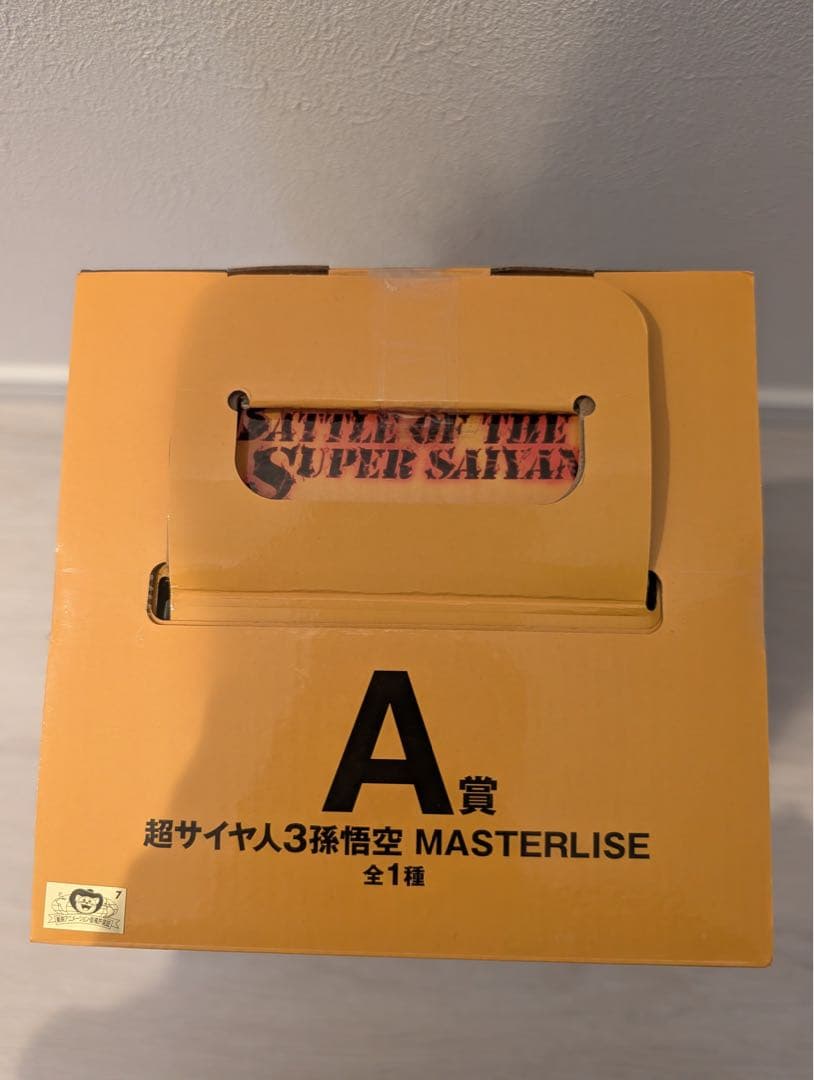 BATTLE OF THE
SUPER SAIYAN
A賞
超サイヤ人3孫悟空 MASTERLISE
全1種
7